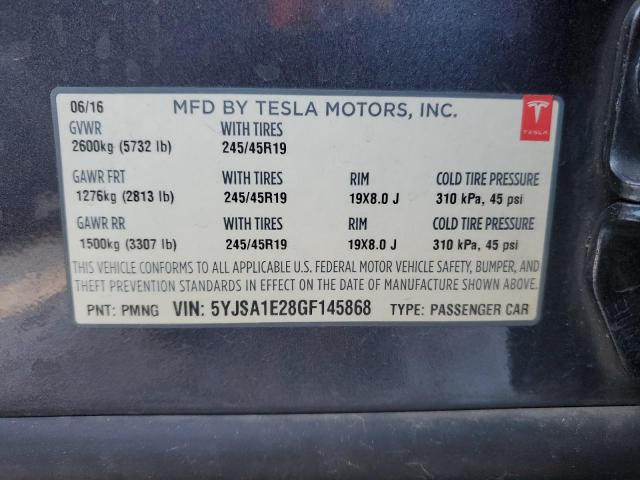 06/16 MFD BY TESLA MOTORS, INC.
GVWR WITH TIRES
2600kg (5732 lb) 245/45R19
TESLA
GAWR FRT WITH TIRES RIM COLD TIRE PRESSURE
1276kg (2813 lb) 245/45R19 19X8.0 J 310 kPa, 45 psi
GAWR RR WITH TIRES RIM COLD TIRE PRESSURE
1500kg (3307 lb) 245/45R19 19X8.0 J 310 kPa, 45 psi
THIS VEHICLE CONFORMS TO ALL U.S. FEDERAL MOTOR VEHICLE SAFETY, BUMPER, AND
THEFT PREVENTION STANDARDS IN EFFECT ON THE DATE OF MANUFACTURE SHOWN ABOVE.
PNT: PMNG VIN: 5YJSA1E28GF145868 TYPE: PASSENGER CAR